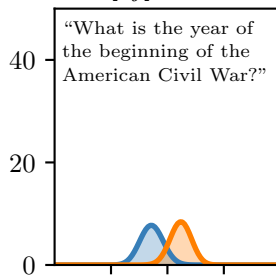 “What is the year of
the beginning of the
American Civil War?”
40
20
0